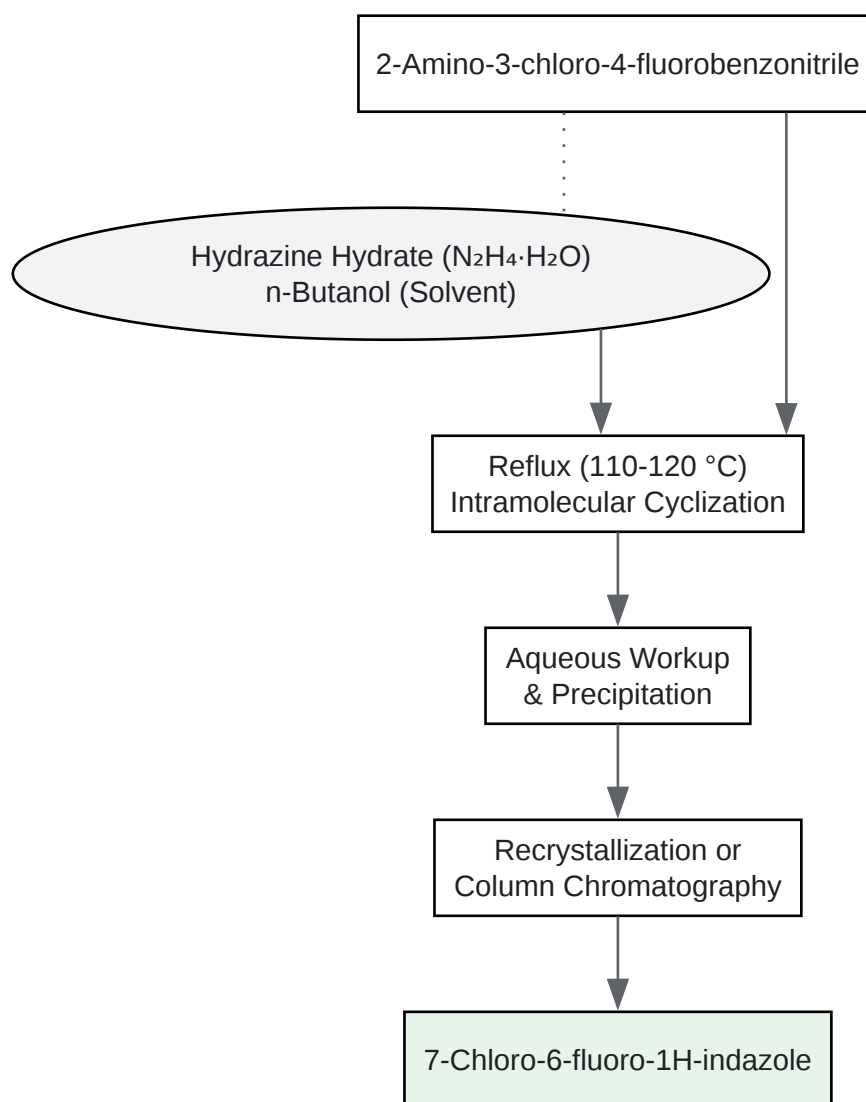 2-Amino-3-chloro-4-fluorobenzonitrile
Hydrazine Hydrate (N₂H₄·H₂O)
n-Butanol (Solvent)
Reflux (110-120 °C)
Intramolecular Cyclization
Aqueous Workup
& Precipitation
Recrystallization or
Column Chromatography
7-Chloro-6-fluoro-1H-indazole